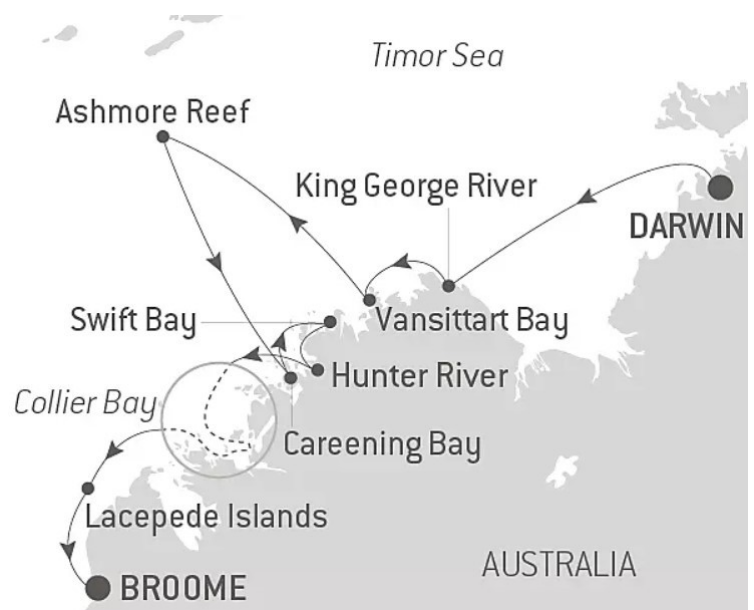 Timor Sea
Ashmore Reef
King George River
DARWIN
Swift Bay
Vansittart Bay
Hunter River
Collier Bay
Careening Bay
Lacepede Islands
AUSTRALIA
BROOME